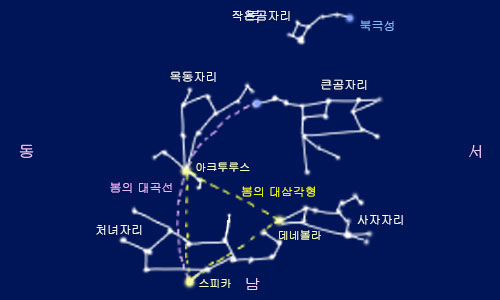 작은곰자리
북
북극성
목동자리
큰곰자리
동
서
아크투루스
봄의 대곡선
봄의 대삼각형
처녀자리
사자자리
데네볼라
스피카
남